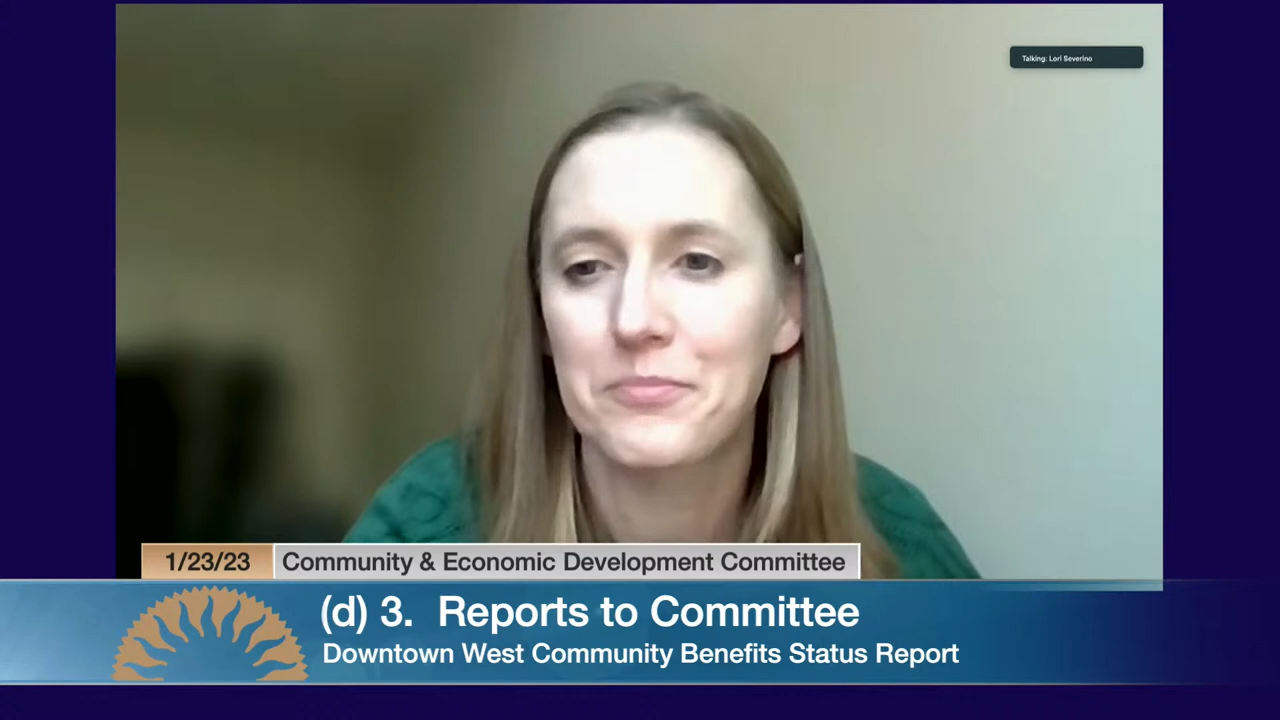 Talking: Lori Severino
1/23/23 Community & Economic Development Committee
(d) 3. Reports to Committee
Downtown West Community Benefits Status Report